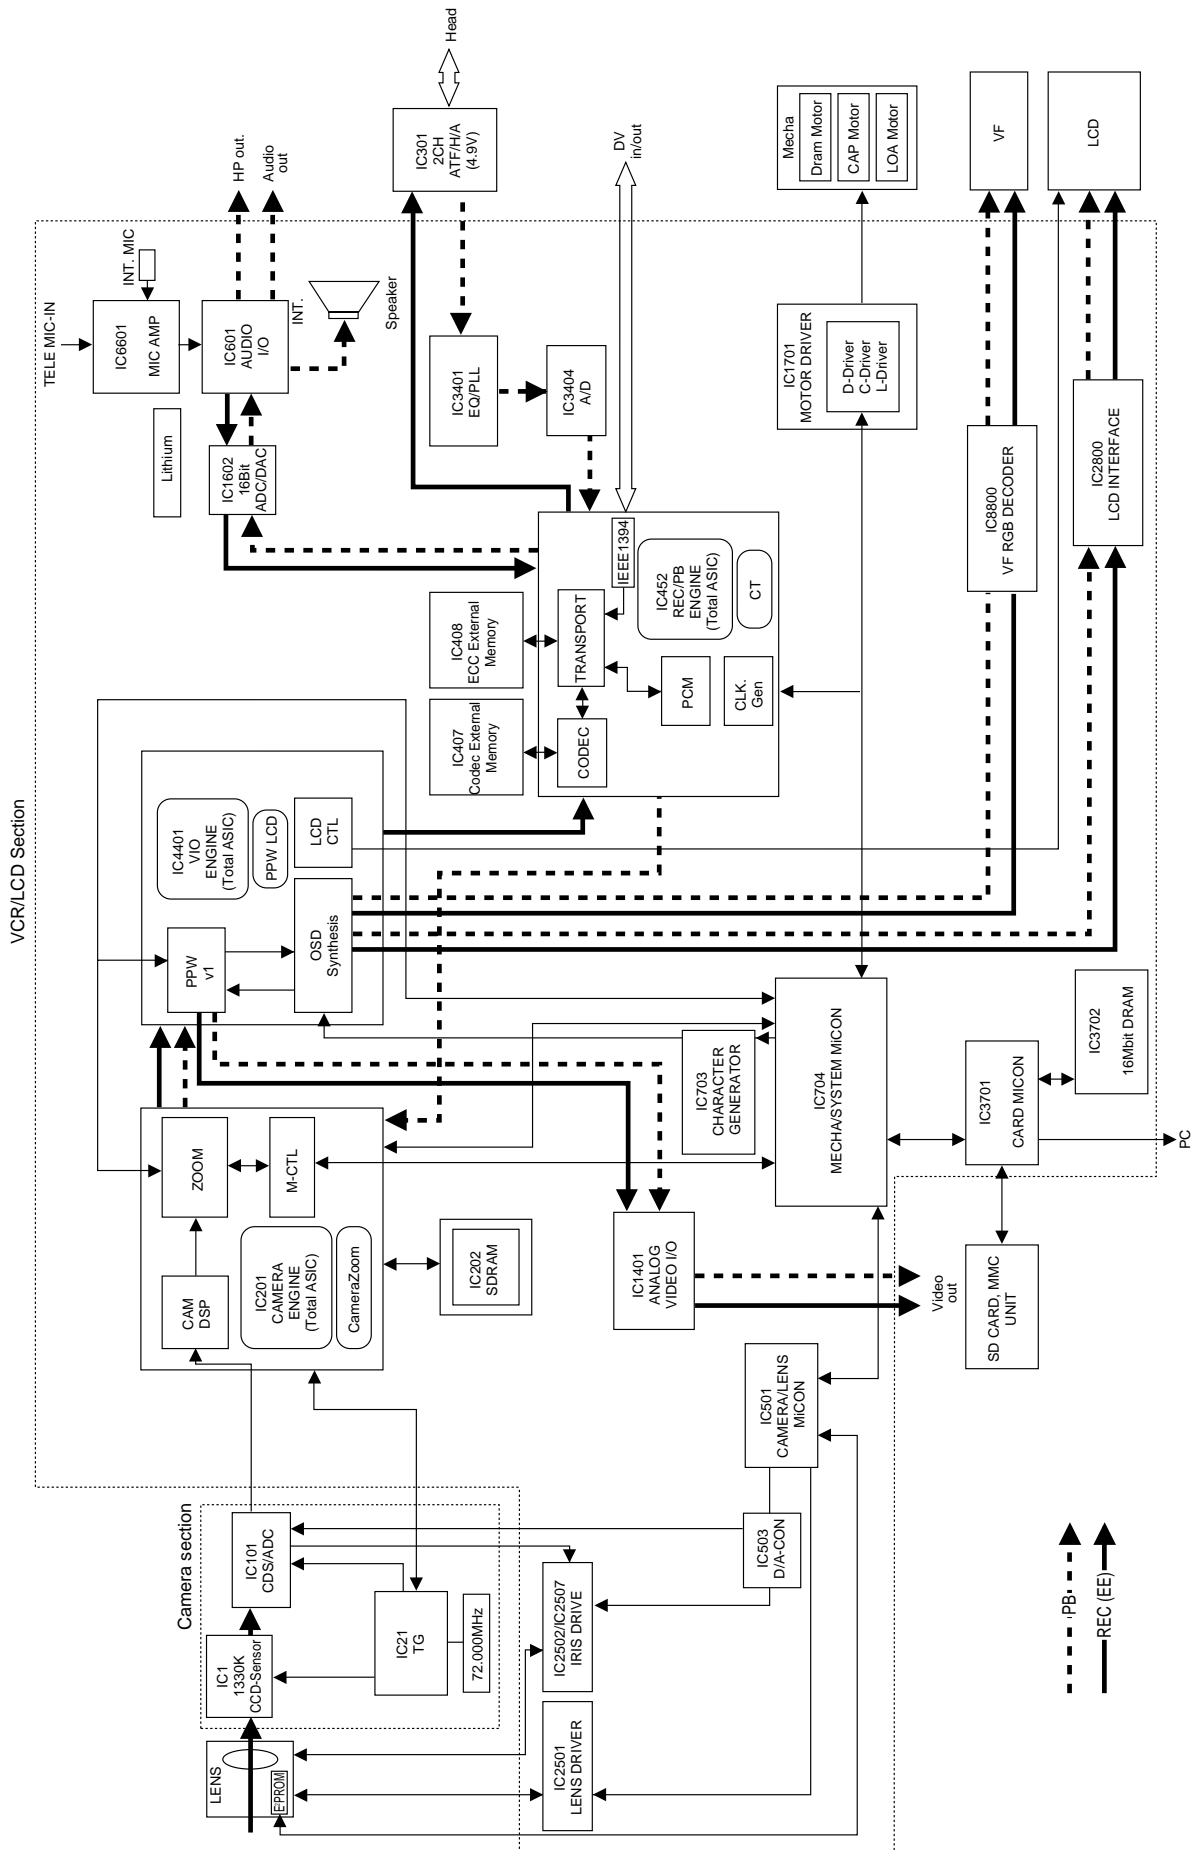 VCR/LCD Section
Camera section
LENS
E²PROM
IC1
1330K
CCD-Sensor
IC101
CDS/ADC
IC21
TG
72.000MHz
IC2501
LENS DRIVER
IC2502/IC2507
IRIS DRIVE
IC503
D/A-CON
IC501
CAMERA/LENS
MiCON
CAM
DSP
ZOOM
M-CTL
IC201
CAMERA
ENGINE
(Total ASIC)
CameraZoom
IC202
SDRAM
IC1401
ANALOG
VIDEO I/O
Video
out
PPW
v1
OSD
Synthesis
LCD
CTL
IC4401
VIO
ENGINE
(Total ASIC)
PPW LCD
IC703
CHARACTER
GENERATOR
IC704
MECHA/SYSTEM MiCON
SD CARD, MMC
UNIT
IC3701
CARD MICON
IC3702
16Mbit DRAM
PC
IC407
Codec External
Memory
IC408
ECC External
Memory
CODEC
TRANSPORT
IEEE1394
PCM
IC452
REC/PB
ENGINE
(Total ASIC)
CLK.
Gen
CT
Lithium
IC1602
16Bit
ADC/DAC
TELE MIC-IN
INT. MIC
IC6601
MIC AMP
IC601
AUDIO
I/O
INT.
Speaker
HP out.
Audio
out
IC3401
EQ/PLL
IC3404
A/D
IC301
2CH
ATF/H/A
(4.9V)
Head
DV
in/out
IC1701
MOTOR DRIVER
D-Driver
C-Driver
L-Driver
Mecha
Dram Motor
CAP Motor
LOA Motor
IC8800
VF RGB DECODER
VF
IC2800
LCD INTERFACE
LCD
PB
REC (EE)